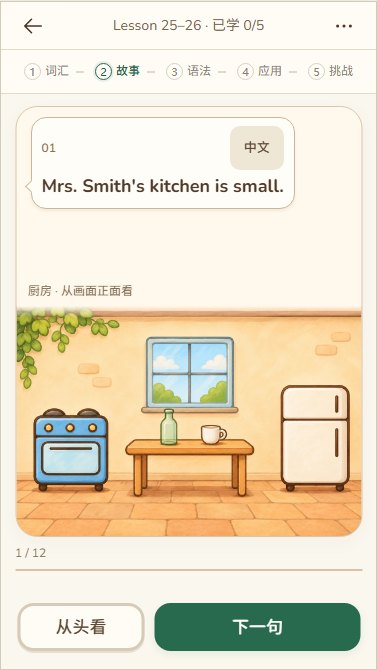 Lesson 25–26 · 已学 0/5
1 词汇 – 2 故事 – 3 语法 – 4 应用 – 5 挑战
01 中文
Mrs. Smith's kitchen is small.
厨房 · 从画面正面看
1 / 12
从头看 下一句